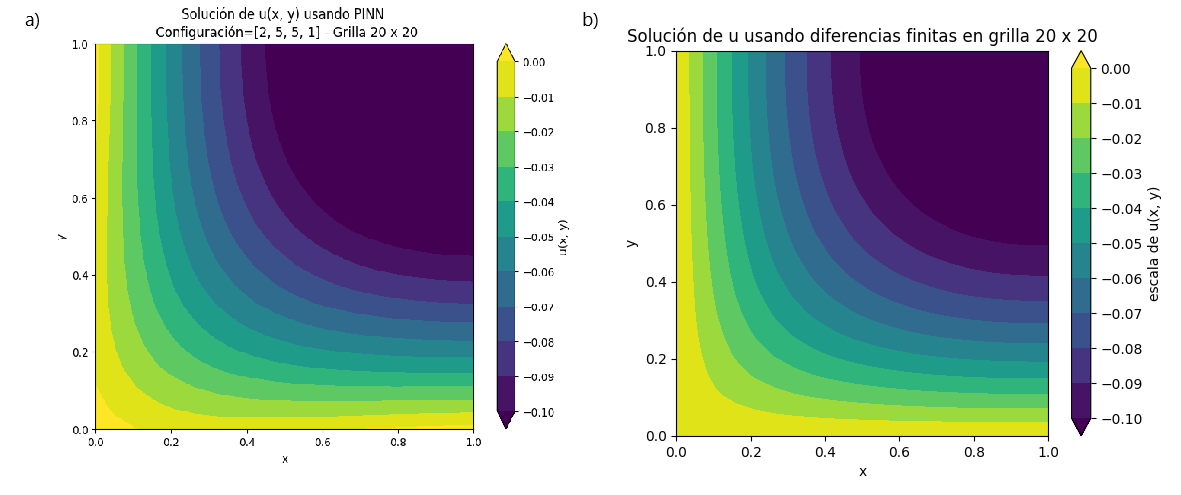 a)
Solución de u(x, y) usando PINN
Configuración=[2, 5, 5, 1] - Grilla 20 x 20
1.0
0.8
0.6
0.4
0.2
0.0
y
0.0 0.2 0.4 0.6 0.8 1.0
x
0.00
−0.01
−0.02
−0.03
−0.04
−0.05
−0.06
−0.07
−0.08
−0.09
−0.10
u(x, y)
b)
Solución de u usando diferencias finitas en grilla 20 x 20
1.0
0.8
0.6
0.4
0.2
0.0
y
0.0 0.2 0.4 0.6 0.8 1.0
x
0.00
−0.01
−0.02
−0.03
−0.04
−0.05
−0.06
−0.07
−0.08
−0.09
−0.10
escala de u(x, y)